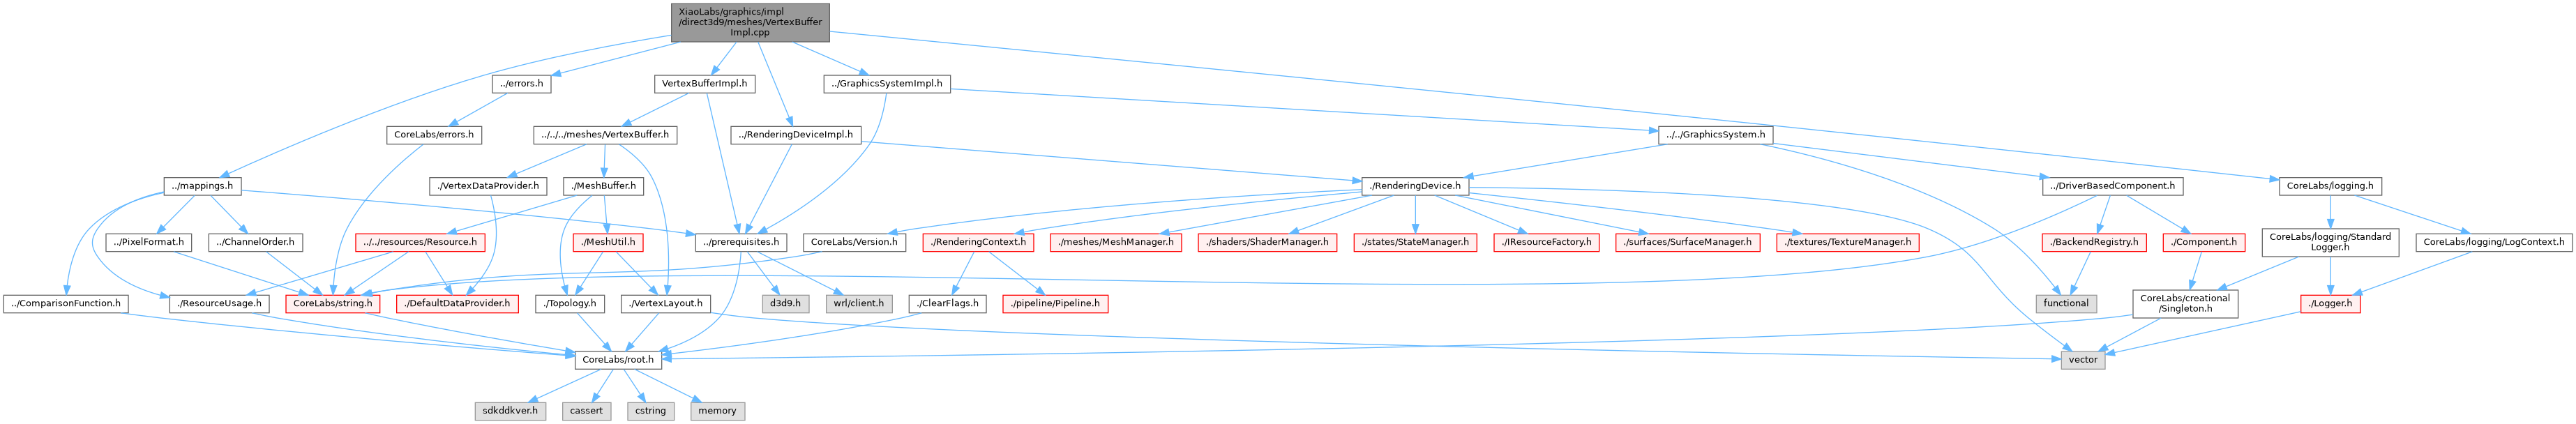 XiaoLabs/graphics/impl
/direct3d9/meshes/VertexBuffer
Impl.cpp
../errors.h
VertexBufferImpl.h
../GraphicsSystemImpl.h
CoreLabs/errors.h
../../../meshes/VertexBuffer.h
../RenderingDeviceImpl.h
../../GraphicsSystem.h
../mappings.h
./VertexDataProvider.h
./MeshBuffer.h
./RenderingDevice.h
../DriverBasedComponent.h
CoreLabs/logging.h
../PixelFormat.h
../ChannelOrder.h
../../resources/Resource.h
./MeshUtil.h
../prerequisites.h
CoreLabs/Version.h
./RenderingContext.h
./meshes/MeshManager.h
./shaders/ShaderManager.h
./states/StateManager.h
./IResourceFactory.h
./surfaces/SurfaceManager.h
./textures/TextureManager.h
./BackendRegistry.h
./Component.h
CoreLabs/logging/Standard
Logger.h
CoreLabs/logging/LogContext.h
../ComparisonFunction.h
./ResourceUsage.h
CoreLabs/string.h
./DefaultDataProvider.h
./Topology.h
./VertexLayout.h
d3d9.h
wrl/client.h
./ClearFlags.h
./pipeline/Pipeline.h
functional
CoreLabs/creational
/Singleton.h
./Logger.h
CoreLabs/root.h
vector
sdkddkver.h
cassert
cstring
memory